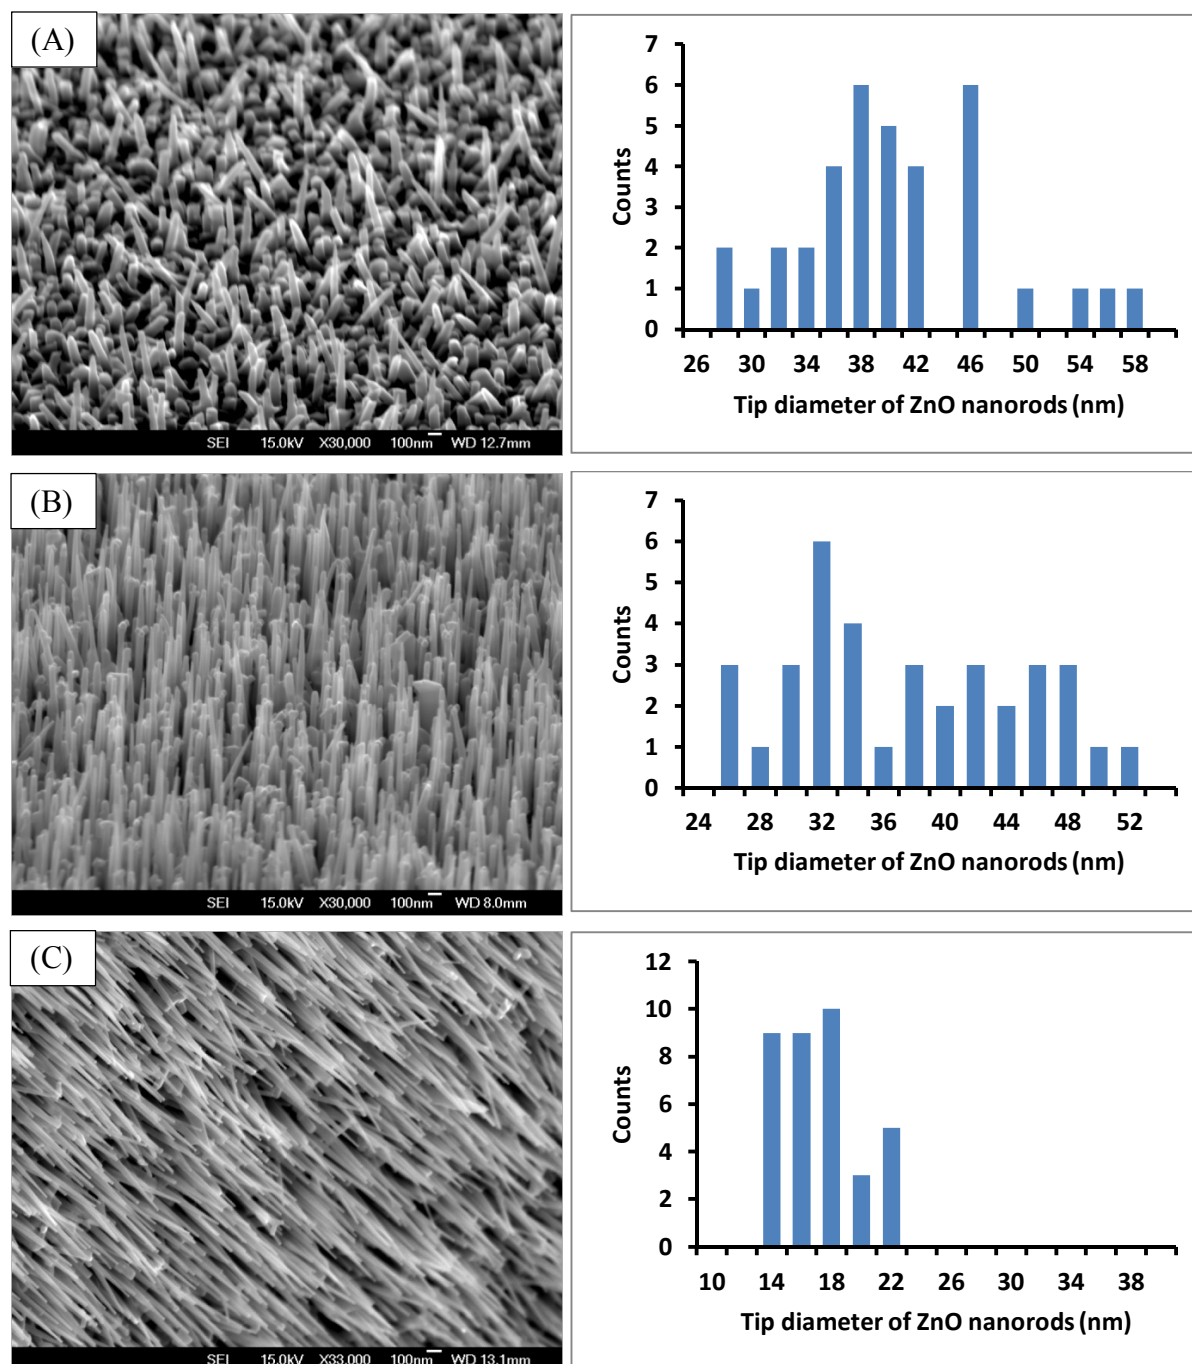 (A)
SEI 15.0kV X30,000 100nm WD 12.7mm
7
6
5
4
3
2
1
0
Counts
26 30 34 38 42 46 50 54 58
Tip diameter of ZnO nanorods (nm)
(B)
SEI 15.0kV X30,000 100nm WD 8.0mm
7
6
5
4
3
2
1
0
Counts
24 28 32 36 40 44 48 52
Tip diameter of ZnO nanorods (nm)
(C)
SEI 15.0kV X33,000 100nm WD 13.1mm
12
10
8
6
4
2
0
Counts
10 14 18 22 26 30 34 38
Tip diameter of ZnO nanorods (nm)